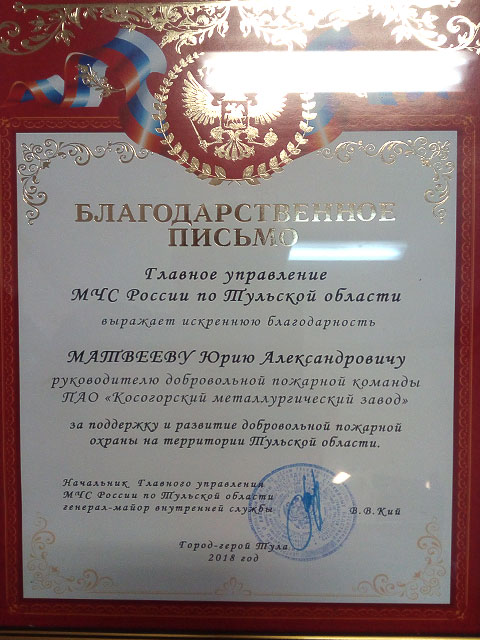 БЛАГОДАРСТВЕННОЕ
ПИСЬМО
Главное управление
МЧС России по Тульской области
выражает искреннюю благодарность
МАТВЕЕВУ Юрию Александровичу
руководителю добровольной пожарной команды
ПАО «Косогорский металлургический завод»
за поддержку и развитие добровольной пожарной
охраны на территории Тульской области.
Начальник Главного управления
МЧС России по Тульской области
генерал-майор внутренней службы В.В.Кий
Город-герой Тула
2018 год